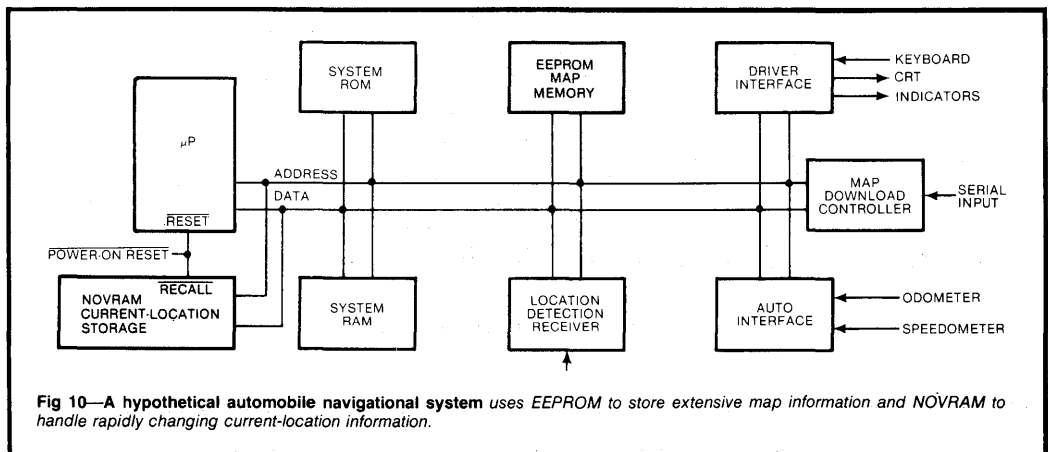 SYSTEM
ROM
EEPROM
MAP
MEMORY
DRIVER
INTERFACE
KEYBOARD
CRT
INDICATORS
μP
ADDRESS
DATA
MAP
DOWNLOAD
CONTROLLER
SERIAL
INPUT
RESET
POWER-ON RESET
RECALL
NOVRAM
CURRENT-LOCATION
STORAGE
SYSTEM
RAM
LOCATION
DETECTION
RECEIVER
AUTO
INTERFACE
ODOMETER
SPEEDOMETER
Fig 10—A hypothetical automobile navigational system uses EEPROM to store extensive map information and NOVRAM to
handle rapidly changing current-location information.